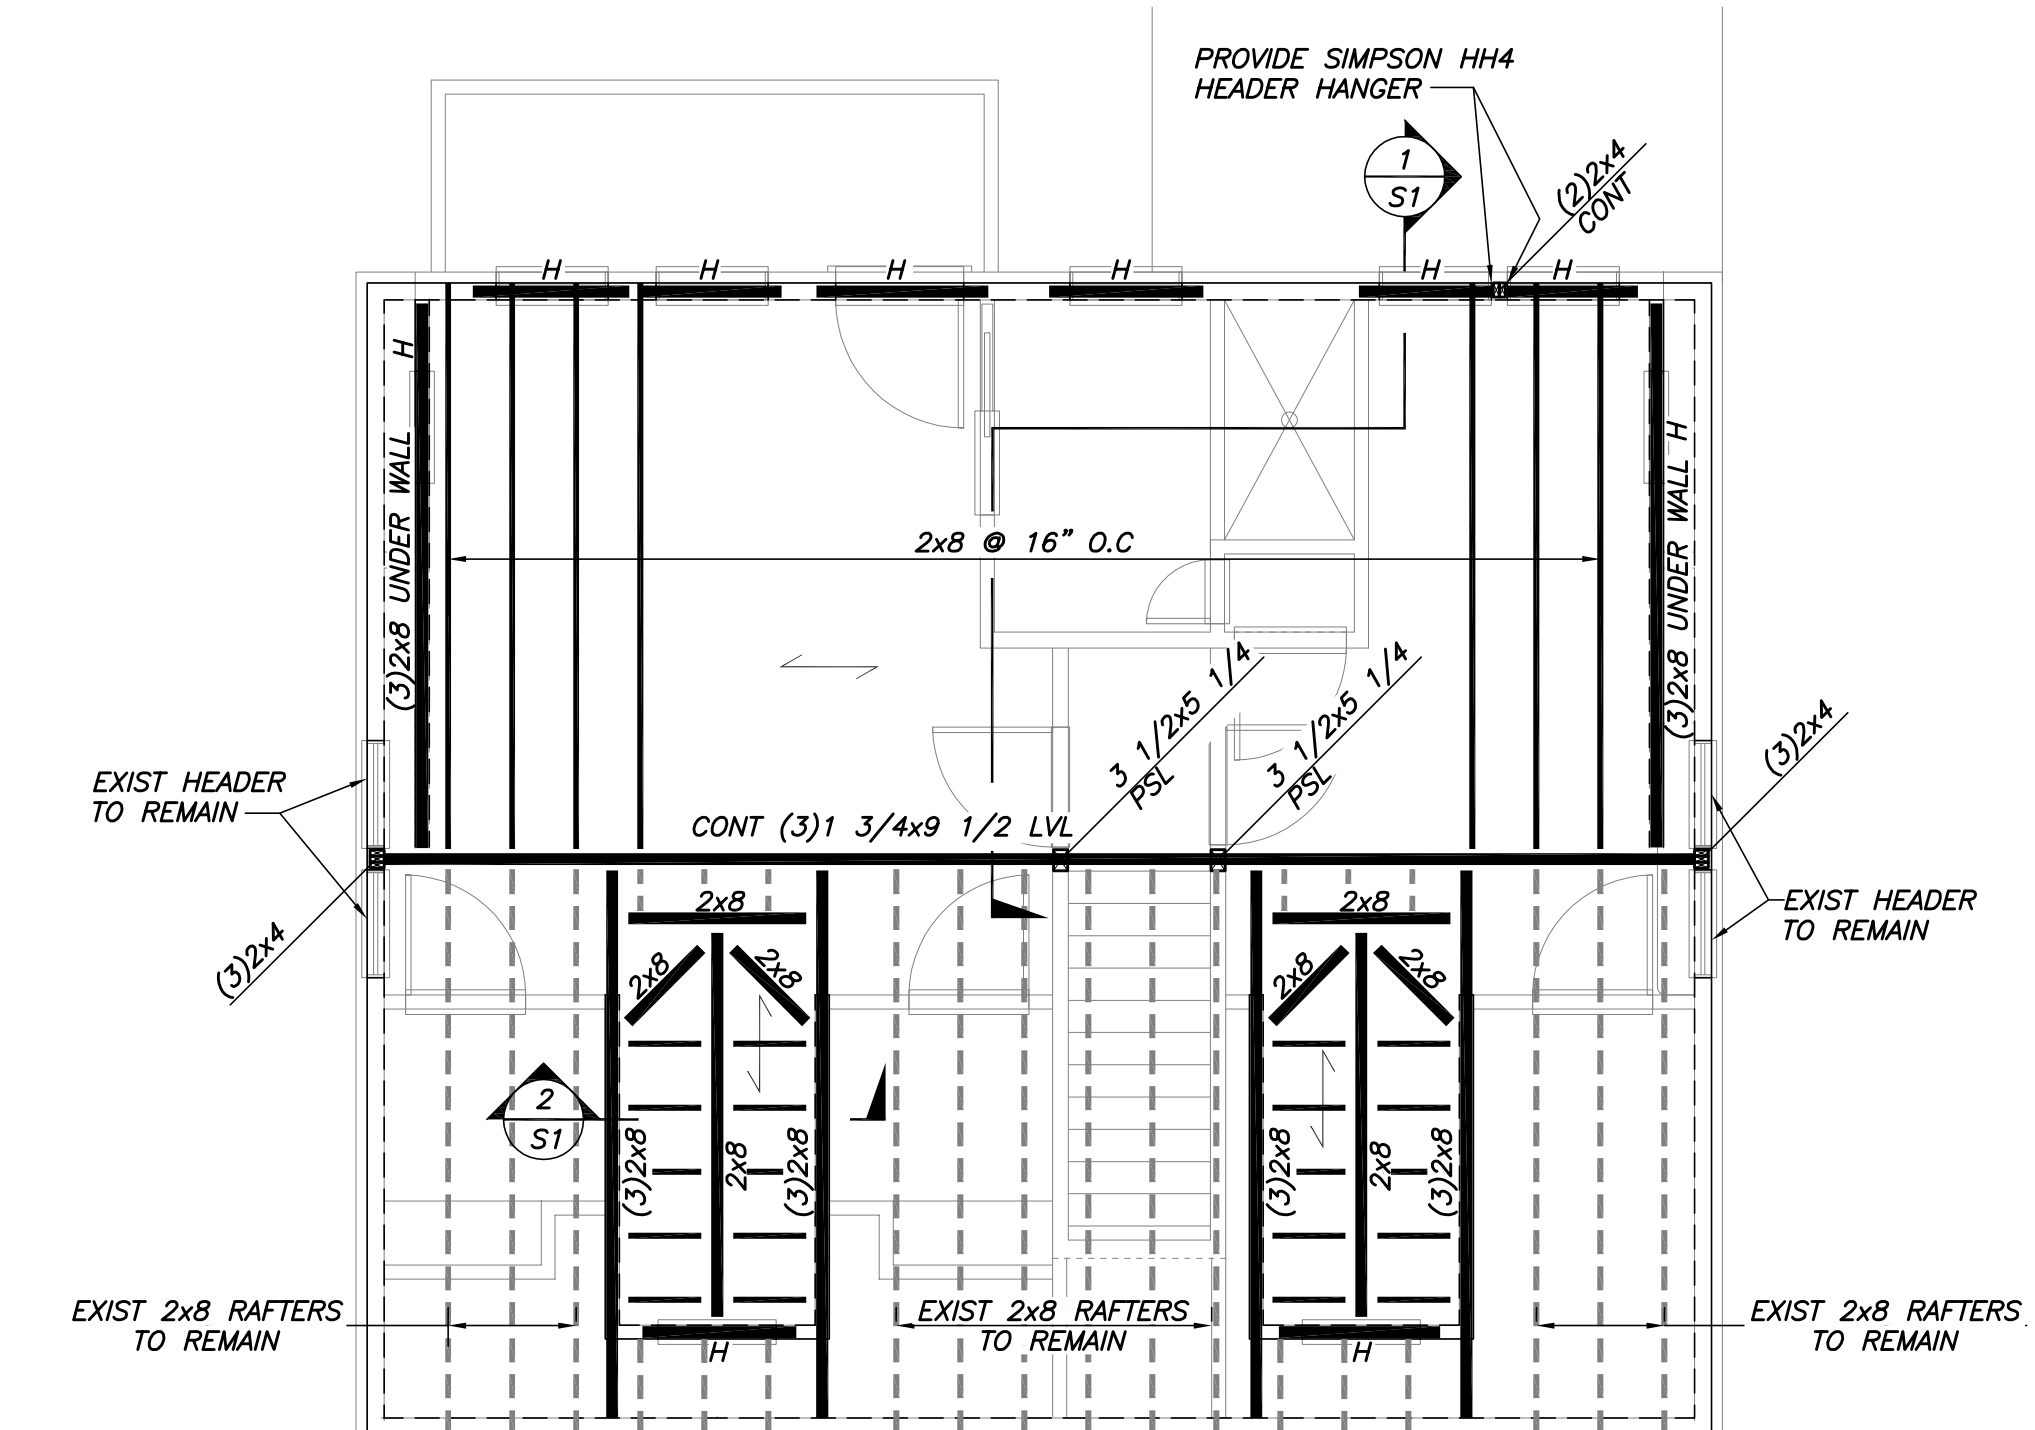 PROVIDE SIMPSON HH4
HEADER HANGER
1
S1
(2)2x4
CONT
H
H
H
H
H
H
H
H
(3)2x8 UNDER WALL
(3)2x8 UNDER WALL
2x8 @ 16” O.C
3 1/2x5 1/4
PSL
3 1/2x5 1/4
PSL
(3)2x4
EXIST HEADER
TO REMAIN
CONT (3)1 3/4x9 1/2 LVL
EXIST HEADER
TO REMAIN
(3)2x4
2x8
2x8
2x8
2x8
2x8
2x8
2
S1
(3)2x8
2x8
(3)2x8
(3)2x8
2x8
(3)2x8
EXIST 2x8 RAFTERS
TO REMAIN
EXIST 2x8 RAFTERS
TO REMAIN
EXIST 2x8 RAFTERS
TO REMAIN
H
H